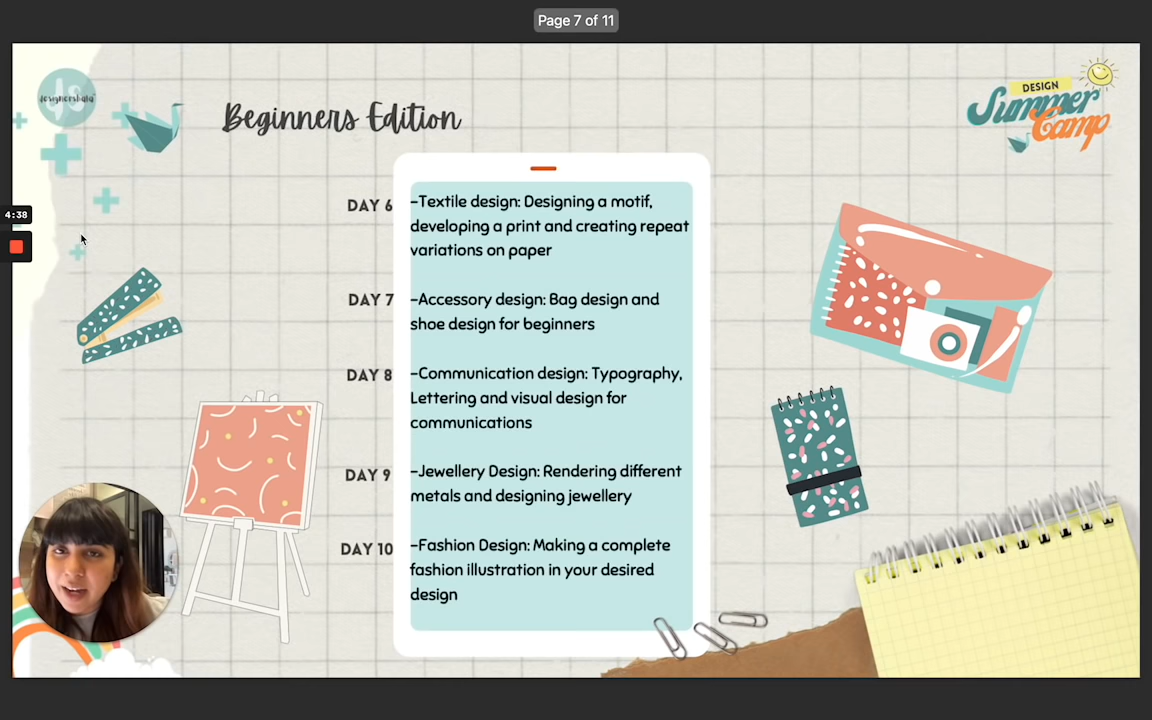 Page 7 of 11
designershala
Beginners Edition
DESIGN
Summer
Camp
4:38
DAY 6
-Textile design: Designing a motif,
developing a print and creating repeat
variations on paper
DAY 7
-Accessory design: Bag design and
shoe design for beginners
DAY 8
-Communication design: Typography,
Lettering and visual design for
communications
DAY 9
-Jewellery Design: Rendering different
metals and designing jewellery
DAY 10
-Fashion Design: Making a complete
fashion illustration in your desired
design